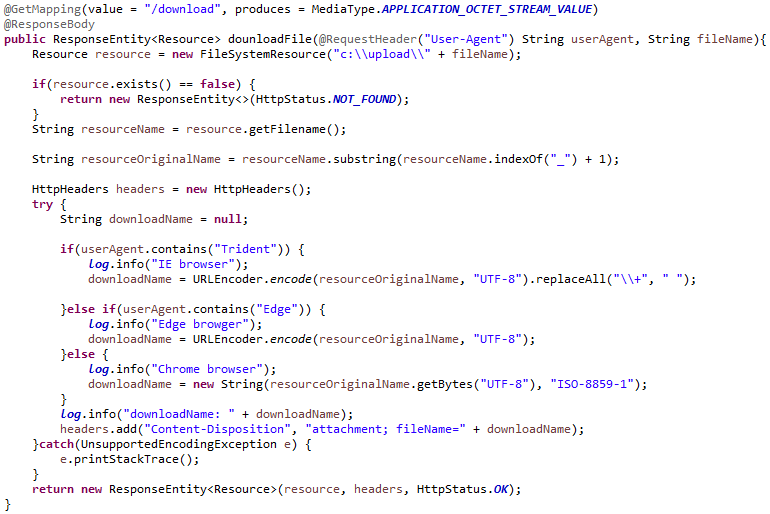 @GetMapping(value = "/download", produces = MediaType.APPLICATION_OCTET_STREAM_VALUE)
@ResponseBody
public ResponseEntity<Resource> dounloadFile(@RequestHeader("User-Agent") String userAgent, String fileName){
    Resource resource = new FileSystemResource("c:\\upload\\" + fileName);

    if(resource.exists() == false) {
        return new ResponseEntity<>(HttpStatus.NOT_FOUND);
    }
    String resourceName = resource.getFilename();

    String resourceOriginalName = resourceName.substring(resourceName.indexOf("_") + 1);

    HttpHeaders headers = new HttpHeaders();
    try {
        String downloadName = null;

        if(userAgent.contains("Trident")) {
            log.info("IE browser");
            downloadName = URLEncoder.encode(resourceOriginalName, "UTF-8").replaceAll("\\+", " ");

        }else if(userAgent.contains("Edge")) {
            log.info("Edge browger");
            downloadName = URLEncoder.encode(resourceOriginalName, "UTF-8");
        }else {
            log.info("Chrome browser");
            downloadName = new String(resourceOriginalName.getBytes("UTF-8"), "ISO-8859-1");
        }
        log.info("downloadName: " + downloadName);
        headers.add("Content-Disposition", "attachment; fileName=" + downloadName);
    }catch(UnsupportedEncodingException e) {
        e.printStackTrace();
    }
    return new ResponseEntity<Resource>(resource, headers, HttpStatus.OK);
}